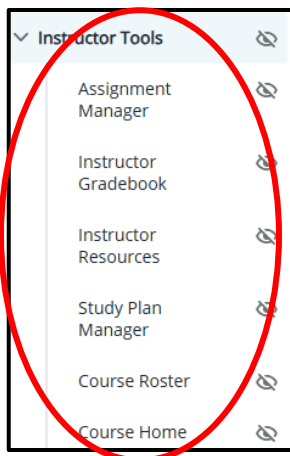 Instructor Tools
Assignment
Manager
Instructor
Gradebook
Instructor
Resources
Study Plan
Manager
Course Roster
Course Home